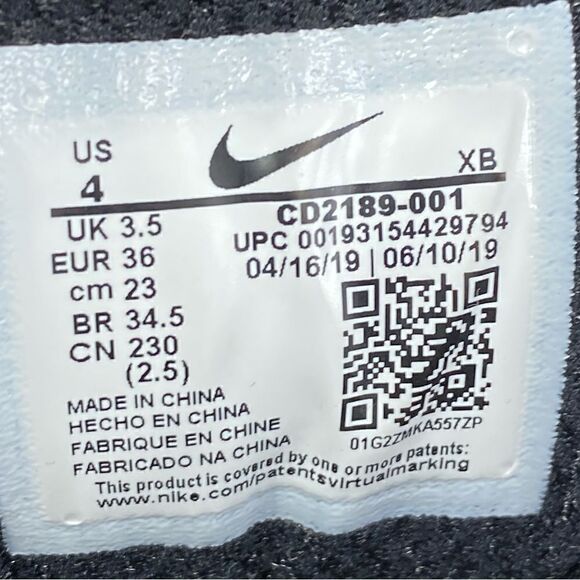 US
4
XB
CD2189-001
UK 3.5
UPC 00193154429794
EUR 36
04/16/19 | 06/10/19
cm 23
BR 34.5
CN 230
(2.5)
MADE IN CHINA
HECHO EN CHINA
FABRIQUE EN CHINE
FABRICADO NA CHINA
01G2ZMKA557ZP
This product is covered by one or more patents:
www.nike.com/patentsvirtualmarking